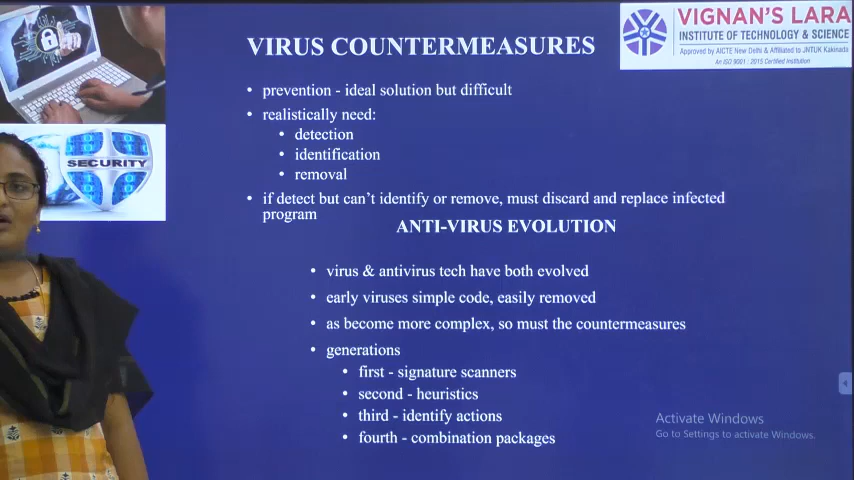 VIRUS COUNTERMEASURES
VIGNAN'S LARA
INSTITUTE OF TECHNOLOGY & SCIENCE
Approved by AICTE New Delhi & Affiliated to JNTUK Kakinada
An ISO 9001 : 2015 Certified Institution
• prevention - ideal solution but difficult
• realistically need:
• detection
• identification
• removal
SECURITY
• if detect but can't identify or remove, must discard and replace infected
program
ANTI-VIRUS EVOLUTION
• virus & antivirus tech have both evolved
• early viruses simple code, easily removed
• as become more complex, so must the countermeasures
• generations
• first - signature scanners
• second - heuristics
• third - identify actions
• fourth - combination packages
Activate Windows
Go to Settings to activate Windows.